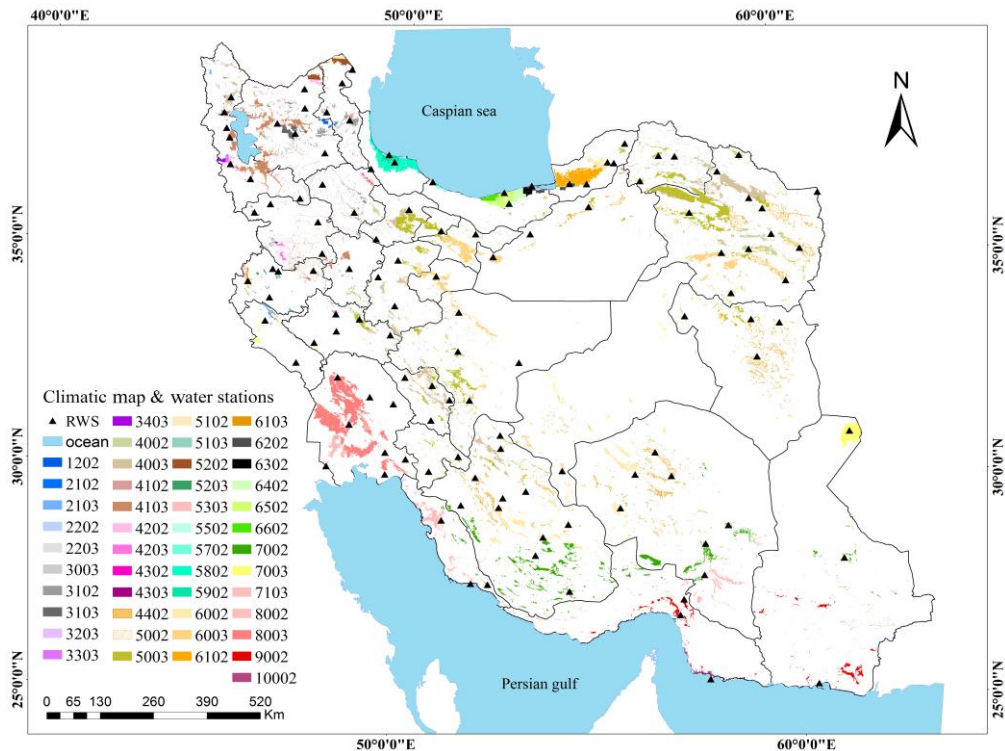 40°0'0"E 50°0'0"E 60°0'0"E
N
Caspian sea
35°0'0"N 35°0'0"N
Climatic map & water stations
RWS 3403 5102 6103
ocean 4002 5103 6202
1202 4003 5202 6302
2102 4102 5203 6402
2103 4103 5303 6502
2202 4202 5502 6602
2203 4203 5702 7002
3003 4302 5802 7003
3102 4303 5902 7103
3103 4402 6002 8002
3203 5002 6003 8003
3303 5003 6102 9002
10002
30°0'0"N 30°0'0"N
25°0'0"N 25°0'0"N
0 65 130 260 390 520
Km
Persian gulf
50°0'0"E 60°0'0"E